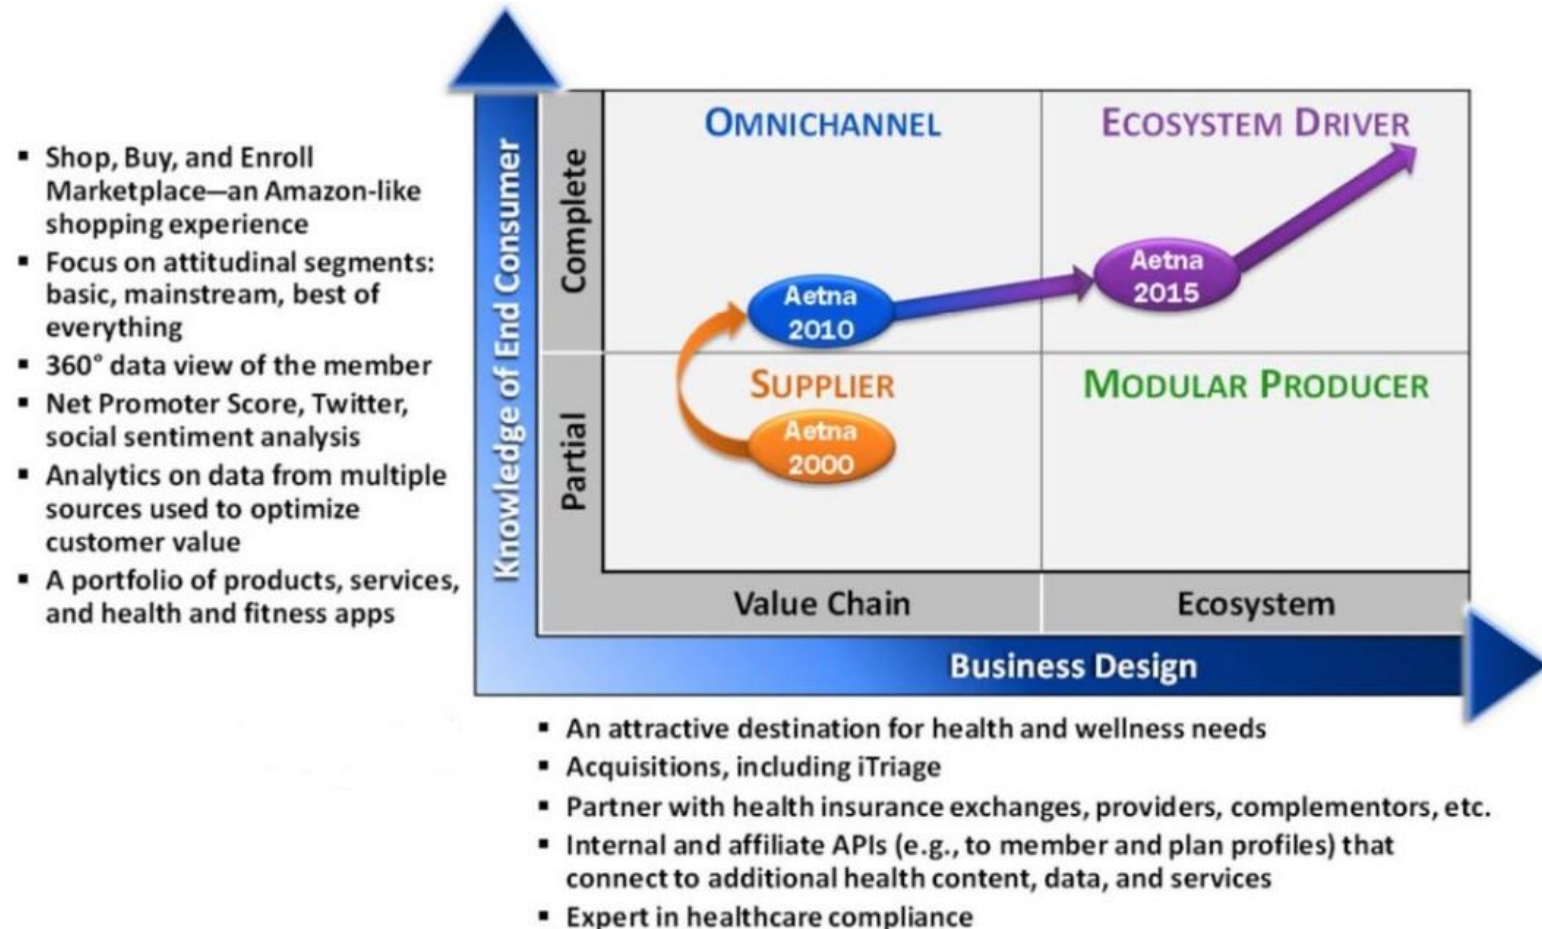 ▪ Shop, Buy, and Enroll
Marketplace—an Amazon-like
shopping experience
▪ Focus on attitudinal segments:
basic, mainstream, best of
everything
▪ 360° data view of the member
▪ Net Promoter Score, Twitter,
social sentiment analysis
▪ Analytics on data from multiple
sources used to optimize
customer value
▪ A portfolio of products, services,
and health and fitness apps
Knowledge of End Consumer
Complete
Partial
OMNICHANNEL
ECOSYSTEM DRIVER
Aetna
2010
Aetna
2015
SUPPLIER
MODULAR PRODUCER
Aetna
2000
Value Chain
Ecosystem
Business Design
▪ An attractive destination for health and wellness needs
▪ Acquisitions, including iTriage
▪ Partner with health insurance exchanges, providers, complementors, etc.
▪ Internal and affiliate APIs (e.g., to member and plan profiles) that
connect to additional health content, data, and services
▪ Expert in healthcare compliance